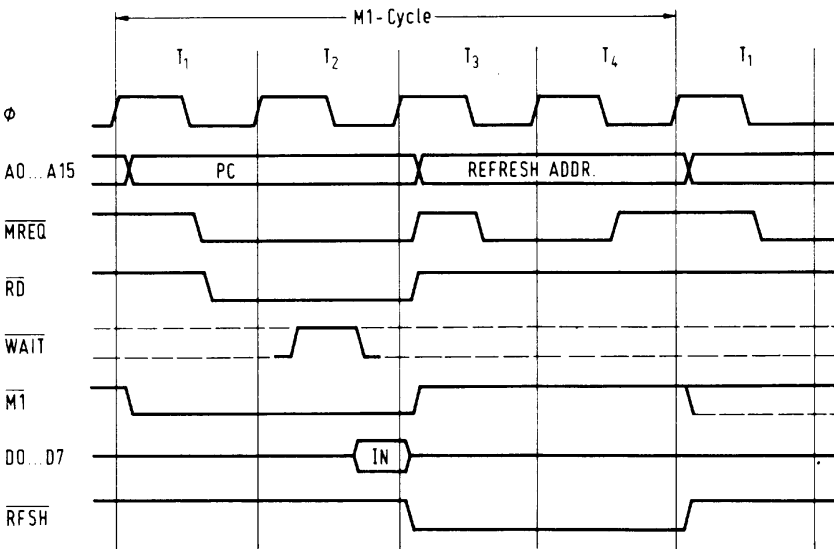 M1-Cycle
T1 T2 T3 T4 T1
ϕ
A0...A15 PC REFRESH ADDR.
MREQ
RD
WAIT
M1
D0...D7 IN
RFSH